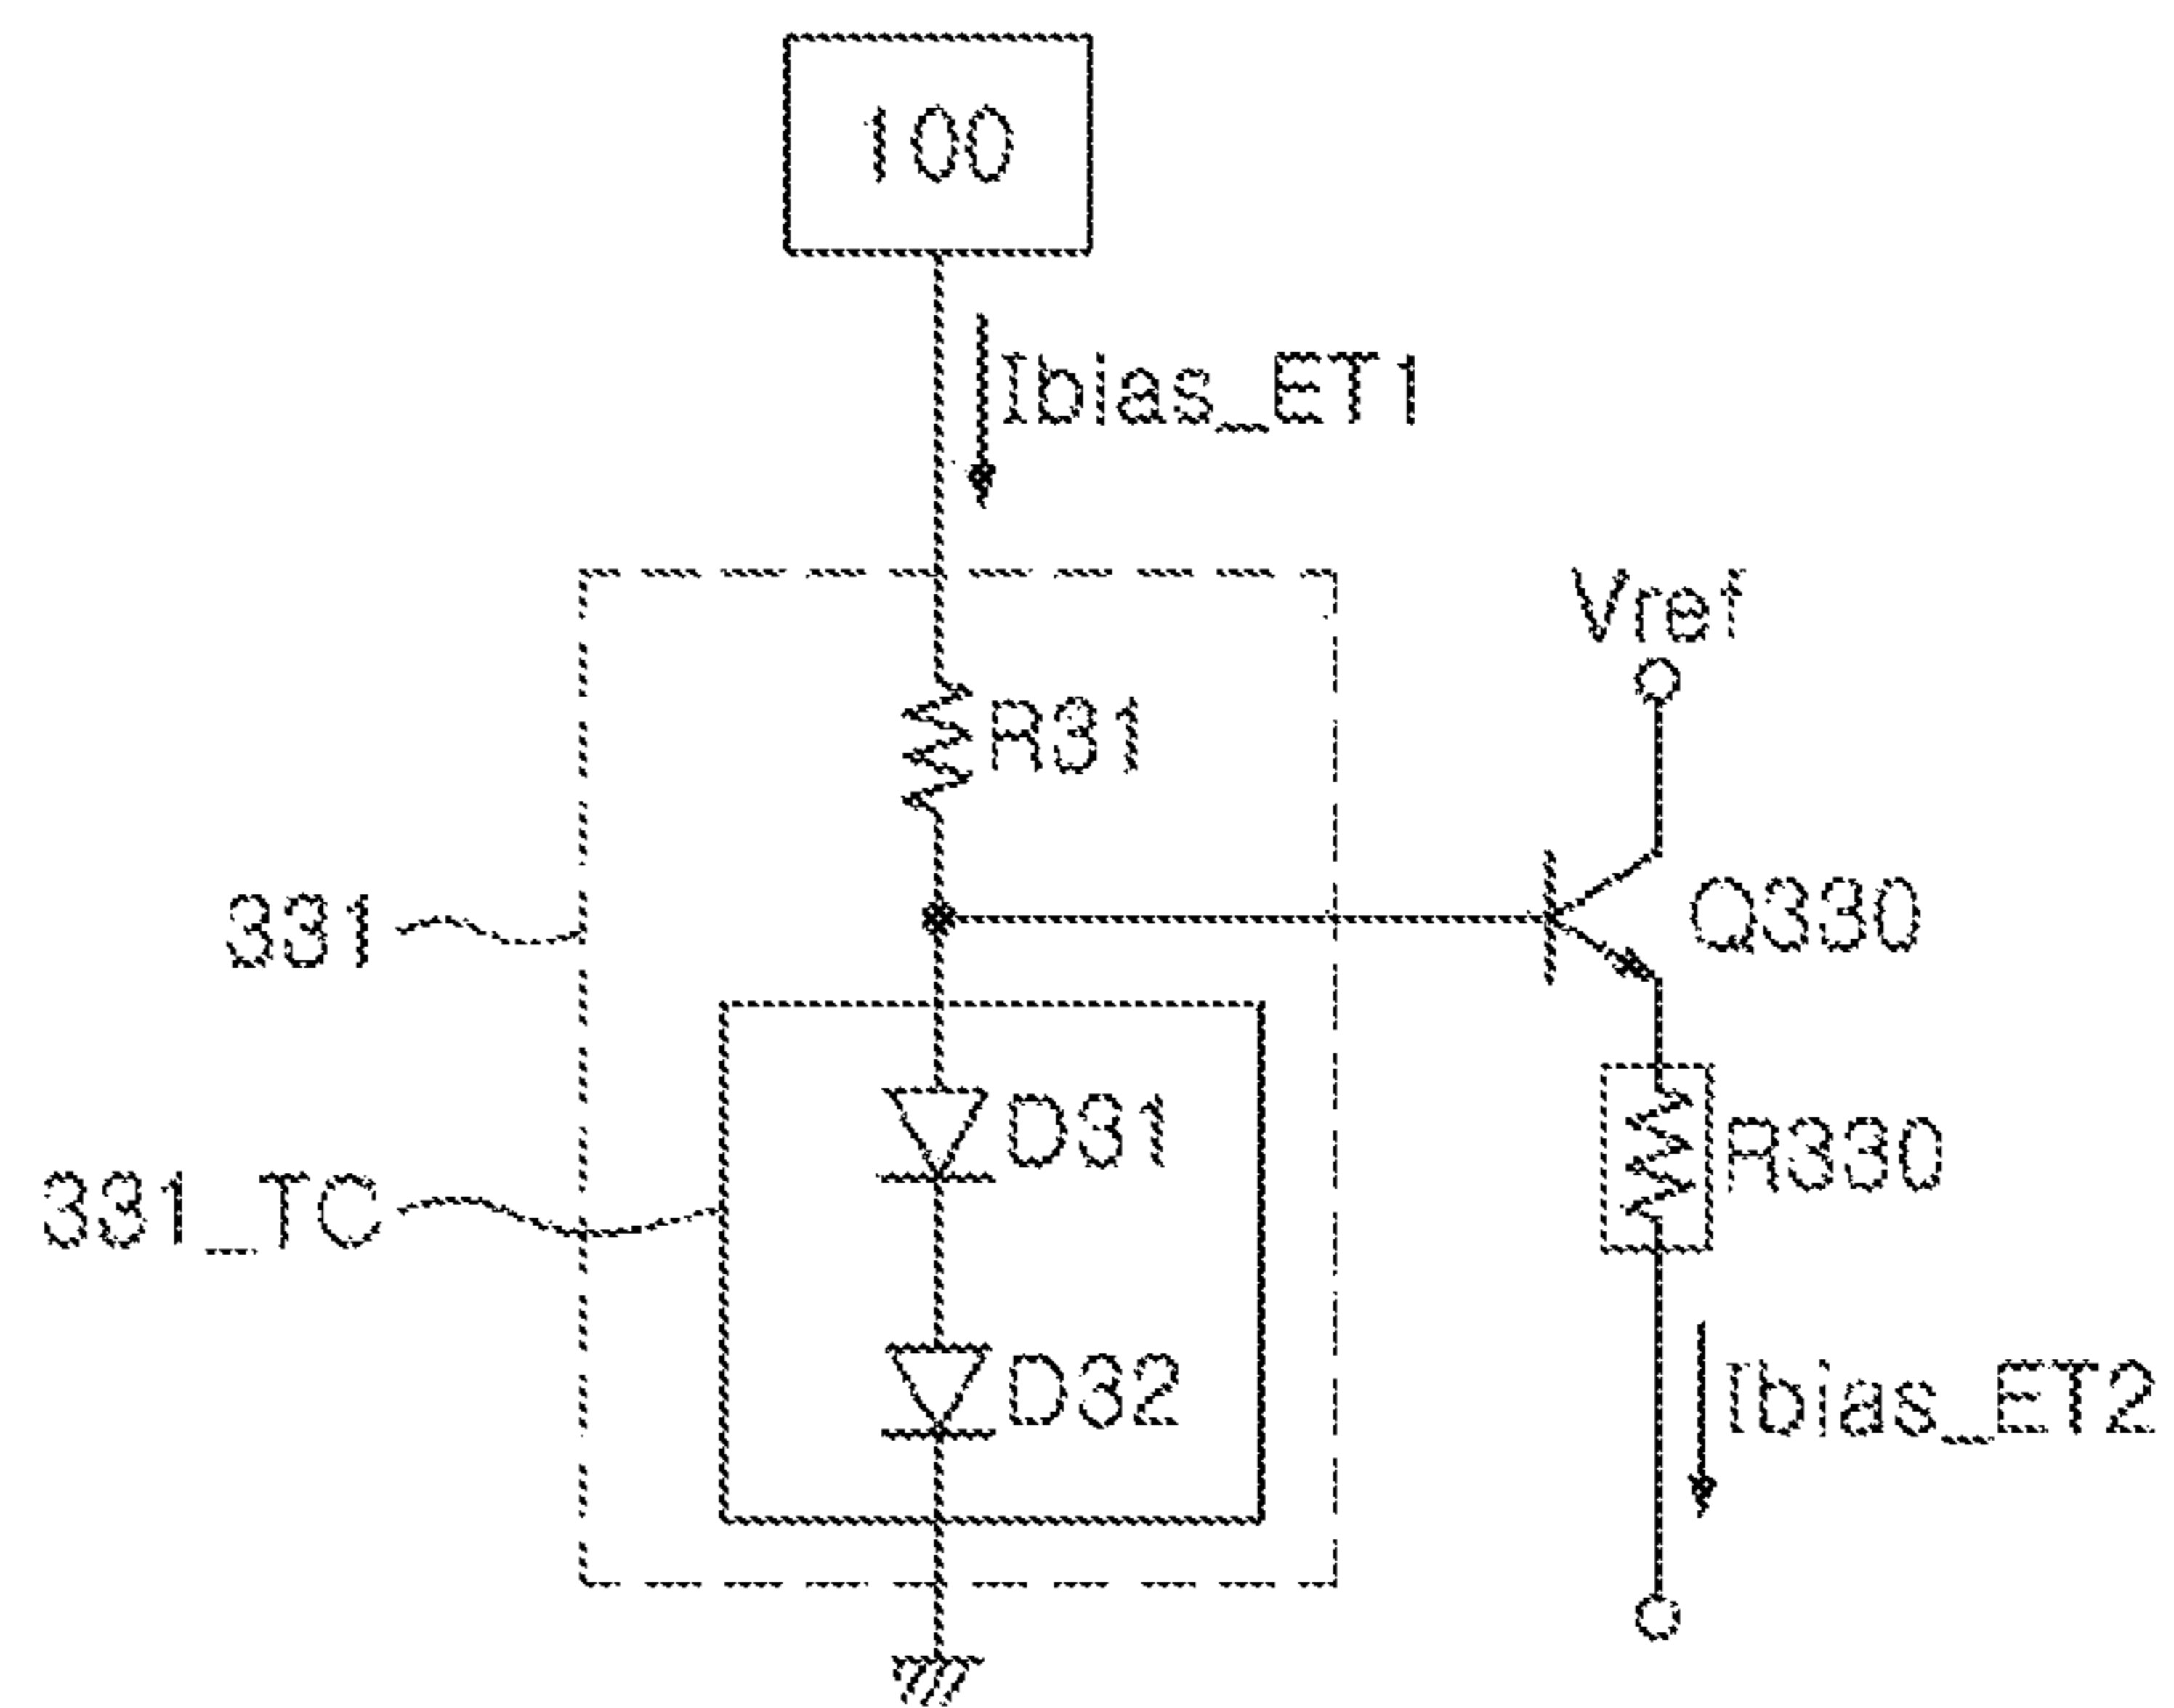 100
Ibias_ET1
Vref
R31
331
Q330
D31
R330
331_TC
D32
Ibias_ET2